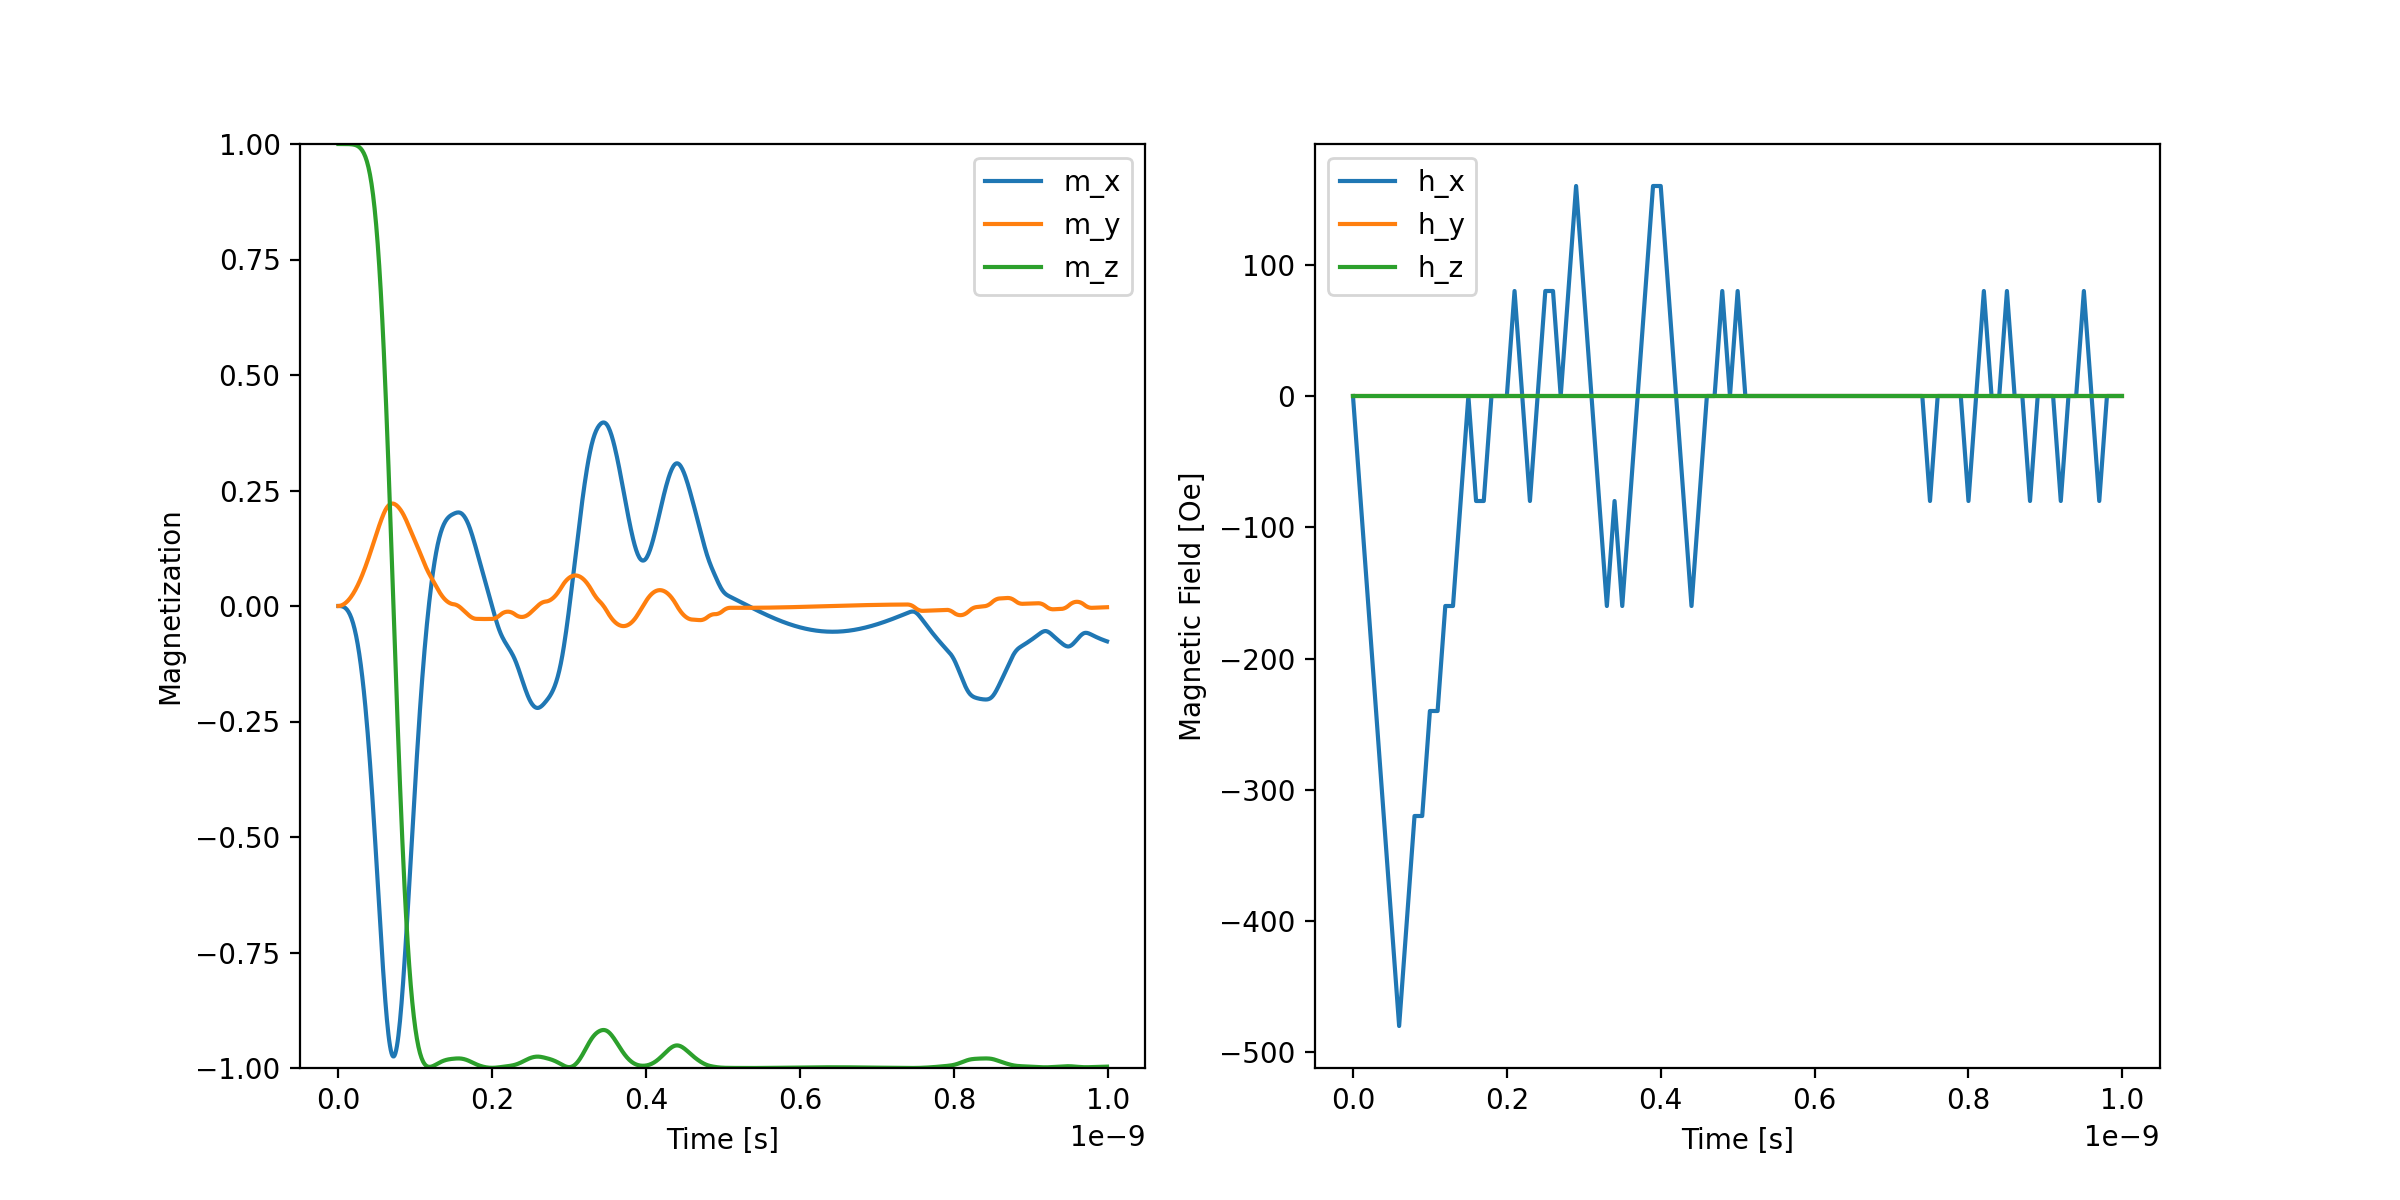 Magnetization
1.00
0.75
0.50
0.25
0.00
−0.25
−0.50
−0.75
−1.00
m_x
m_y
m_z
0.0 0.2 0.4 0.6 0.8 1.0
1e−9
Time [s]
Magnetic Field [Oe]
100
0
−100
−200
−300
−400
−500
h_x
h_y
h_z
0.0 0.2 0.4 0.6 0.8 1.0
1e−9
Time [s]